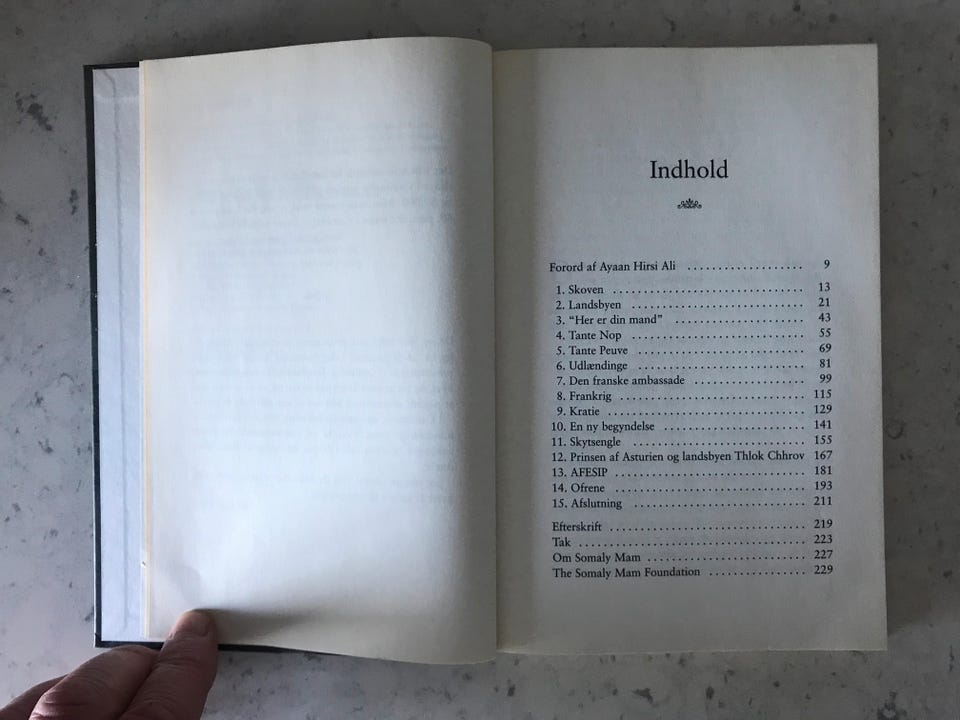 Indhold
Forord af Ayaan Hirsi Ali .................. 9
1. Skoven ............................. 13
2. Landsbyen .......................... 21
3. “Her er din mand” ................... 43
4. Tante Nop .......................... 55
5. Tante Peuve ......................... 69
6. Udlændinge ......................... 81
7. Den franske ambassade ................ 99
8. Frankrig ............................ 115
9. Kratie .............................. 129
10. En ny begyndelse .................... 141
11. Skytsengle .......................... 155
12. Prinsen af Asturien og landsbyen Thlok Chhrov 167
13. AFESIP ............................ 181
14. Ofrene ............................. 193
15. Afslutning .......................... 211
Efterskrift ............................. 219
Tak .................................. 223
Om Somaly Mam ........................ 227
The Somaly Mam Foundation ............... 229